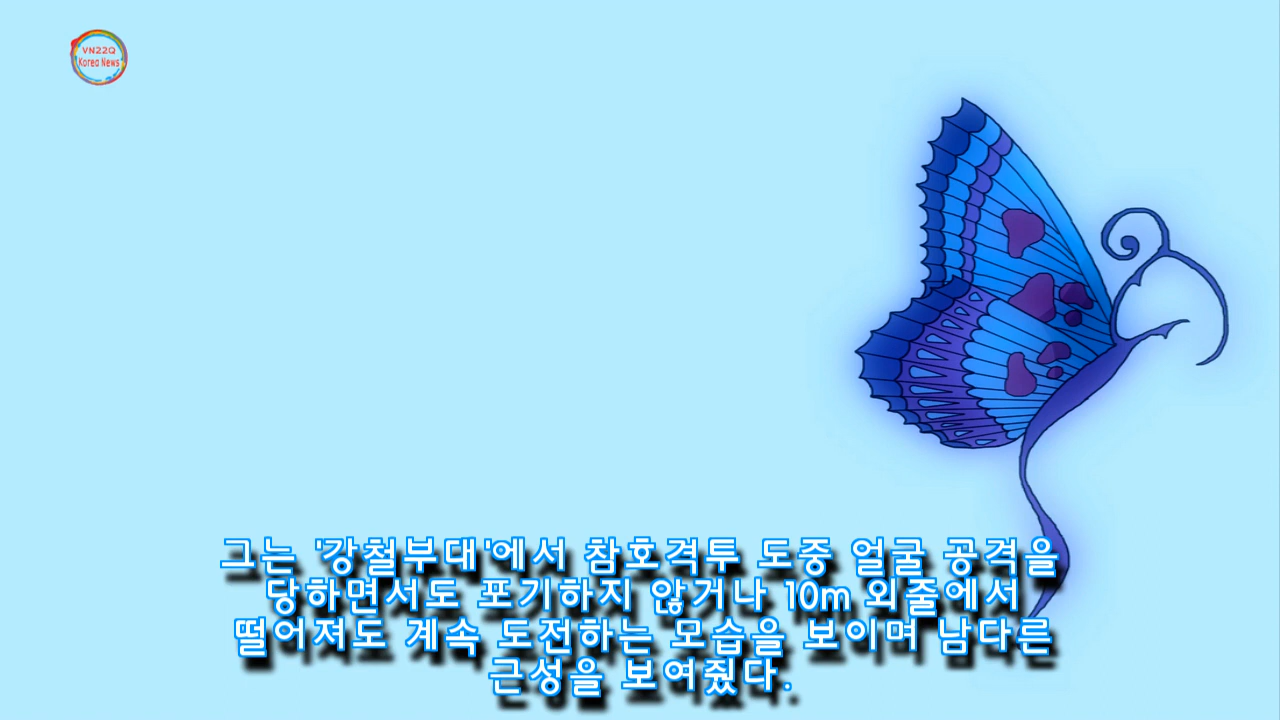 VN22Q
Korea News
그는 '강철부대'에서 참호격투 도중 얼굴 공격을
당하면서도 포기하지 않거나 10m 외줄에서
떨어져도 계속 도전하는 모습을 보이며 남다른
근성을 보여줬다.